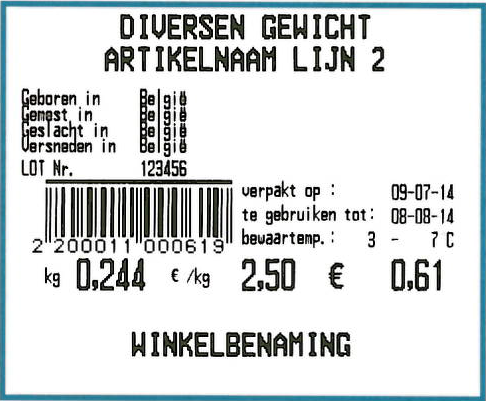 DIVERSEN GEWICHT
ARTIKELNAAM LIJN 2
Geboren in België
Gemest in België
Geslacht in België
Versneden in België
LOT Nr. 123456
verpakt op : 09-07-14
te gebruiken tot: 08-08-14
bewaartemp. : 3 - 7 C
2 200011 000619
kg 0,244 € /kg 2,50 € 0,61
WINKELBENAMING